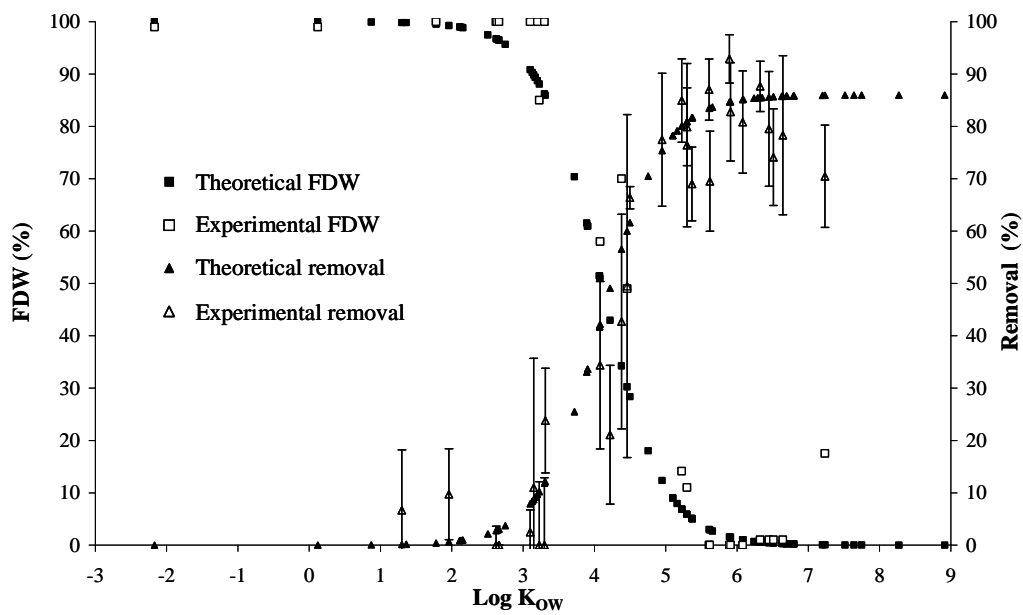 100
90
80
70
60
50
40
30
20
10
0
FDW (%)
Theoretical FDW
Experimental FDW
Theoretical removal
Experimental removal
100
90
80
70
60
50
40
30
20
10
0
Removal (%)
-3 -2 -1 0 1 2 3 4 5 6 7 8 9
Log K_OW